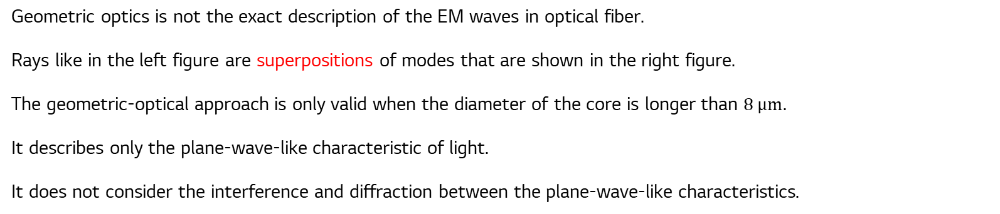 Geometric optics is not the exact description of the EM waves in optical fiber.
Rays like in the left figure are superpositions of modes that are shown in the right figure.
The geometric-optical approach is only valid when the diameter of the core is longer than 8 μm.
It describes only the plane-wave-like characteristic of light.
It does not consider the interference and diffraction between the plane-wave-like characteristics.